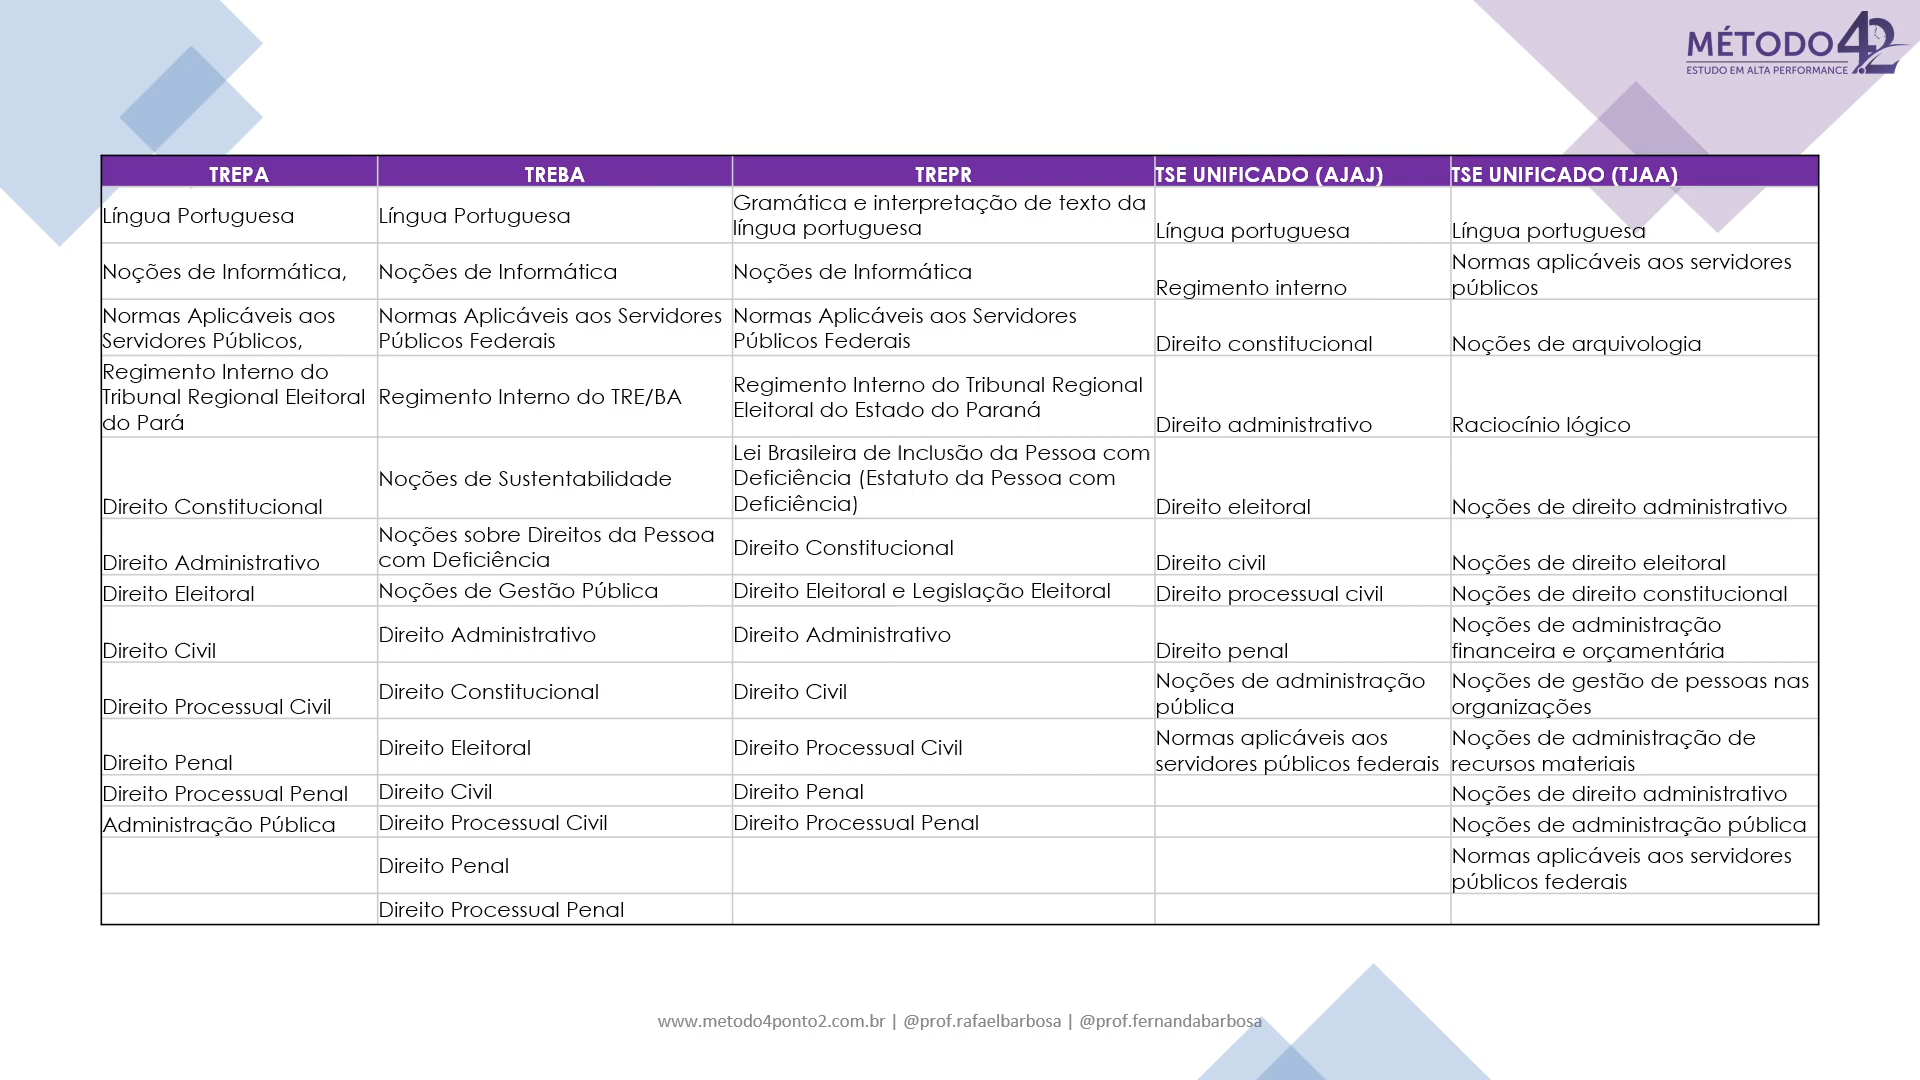 MÉTODO 4.2
ESTUDO EM ALTA PERFORMANCE
TREPA TREBA TREPR TSE UNIFICADO (AJAJ) TSE UNIFICADO (TJAA)
Língua Portuguesa
Língua Portuguesa
Gramática e interpretação de texto da
língua portuguesa
Língua portuguesa
Língua portuguesa
Noções de Informática,
Noções de Informática
Noções de Informática
Regimento interno
Normas aplicáveis aos servidores
públicos
Normas Aplicáveis aos
Servidores Públicos,
Normas Aplicáveis aos Servidores
Públicos Federais
Normas Aplicáveis aos Servidores
Públicos Federais
Direito constitucional
Noções de arquivologia
Regimento Interno do
Tribunal Regional Eleitoral
do Pará
Regimento Interno do TRE/BA
Regimento Interno do Tribunal Regional
Eleitoral do Estado do Paraná
Direito administrativo
Raciocínio lógico
Direito Constitucional
Noções de Sustentabilidade
Lei Brasileira de Inclusão da Pessoa com
Deficiência (Estatuto da Pessoa com
Deficiência)
Direito eleitoral
Noções de direito administrativo
Direito Administrativo
Noções sobre Direitos da Pessoa
com Deficiência
Direito Constitucional
Direito civil
Noções de direito eleitoral
Direito Eleitoral
Noções de Gestão Pública
Direito Eleitoral e Legislação Eleitoral
Direito processual civil
Noções de direito constitucional
Direito Civil
Direito Administrativo
Direito Administrativo
Direito penal
Noções de administração
financeira e orçamentária
Direito Processual Civil
Direito Constitucional
Direito Civil
Noções de administração
pública
Noções de gestão de pessoas nas
organizações
Direito Penal
Direito Eleitoral
Direito Processual Civil
Normas aplicáveis aos
servidores públicos federais
Noções de administração de
recursos materiais
Direito Processual Penal
Direito Civil
Direito Penal
Noções de direito administrativo
Administração Pública
Direito Processual Civil
Direito Processual Penal
Noções de administração pública
Direito Penal
Normas aplicáveis aos servidores
públicos federais
Direito Processual Penal
www.metodo4ponto2.com.br | @prof.rafaelbarbosa | @prof.fernandabarbosa